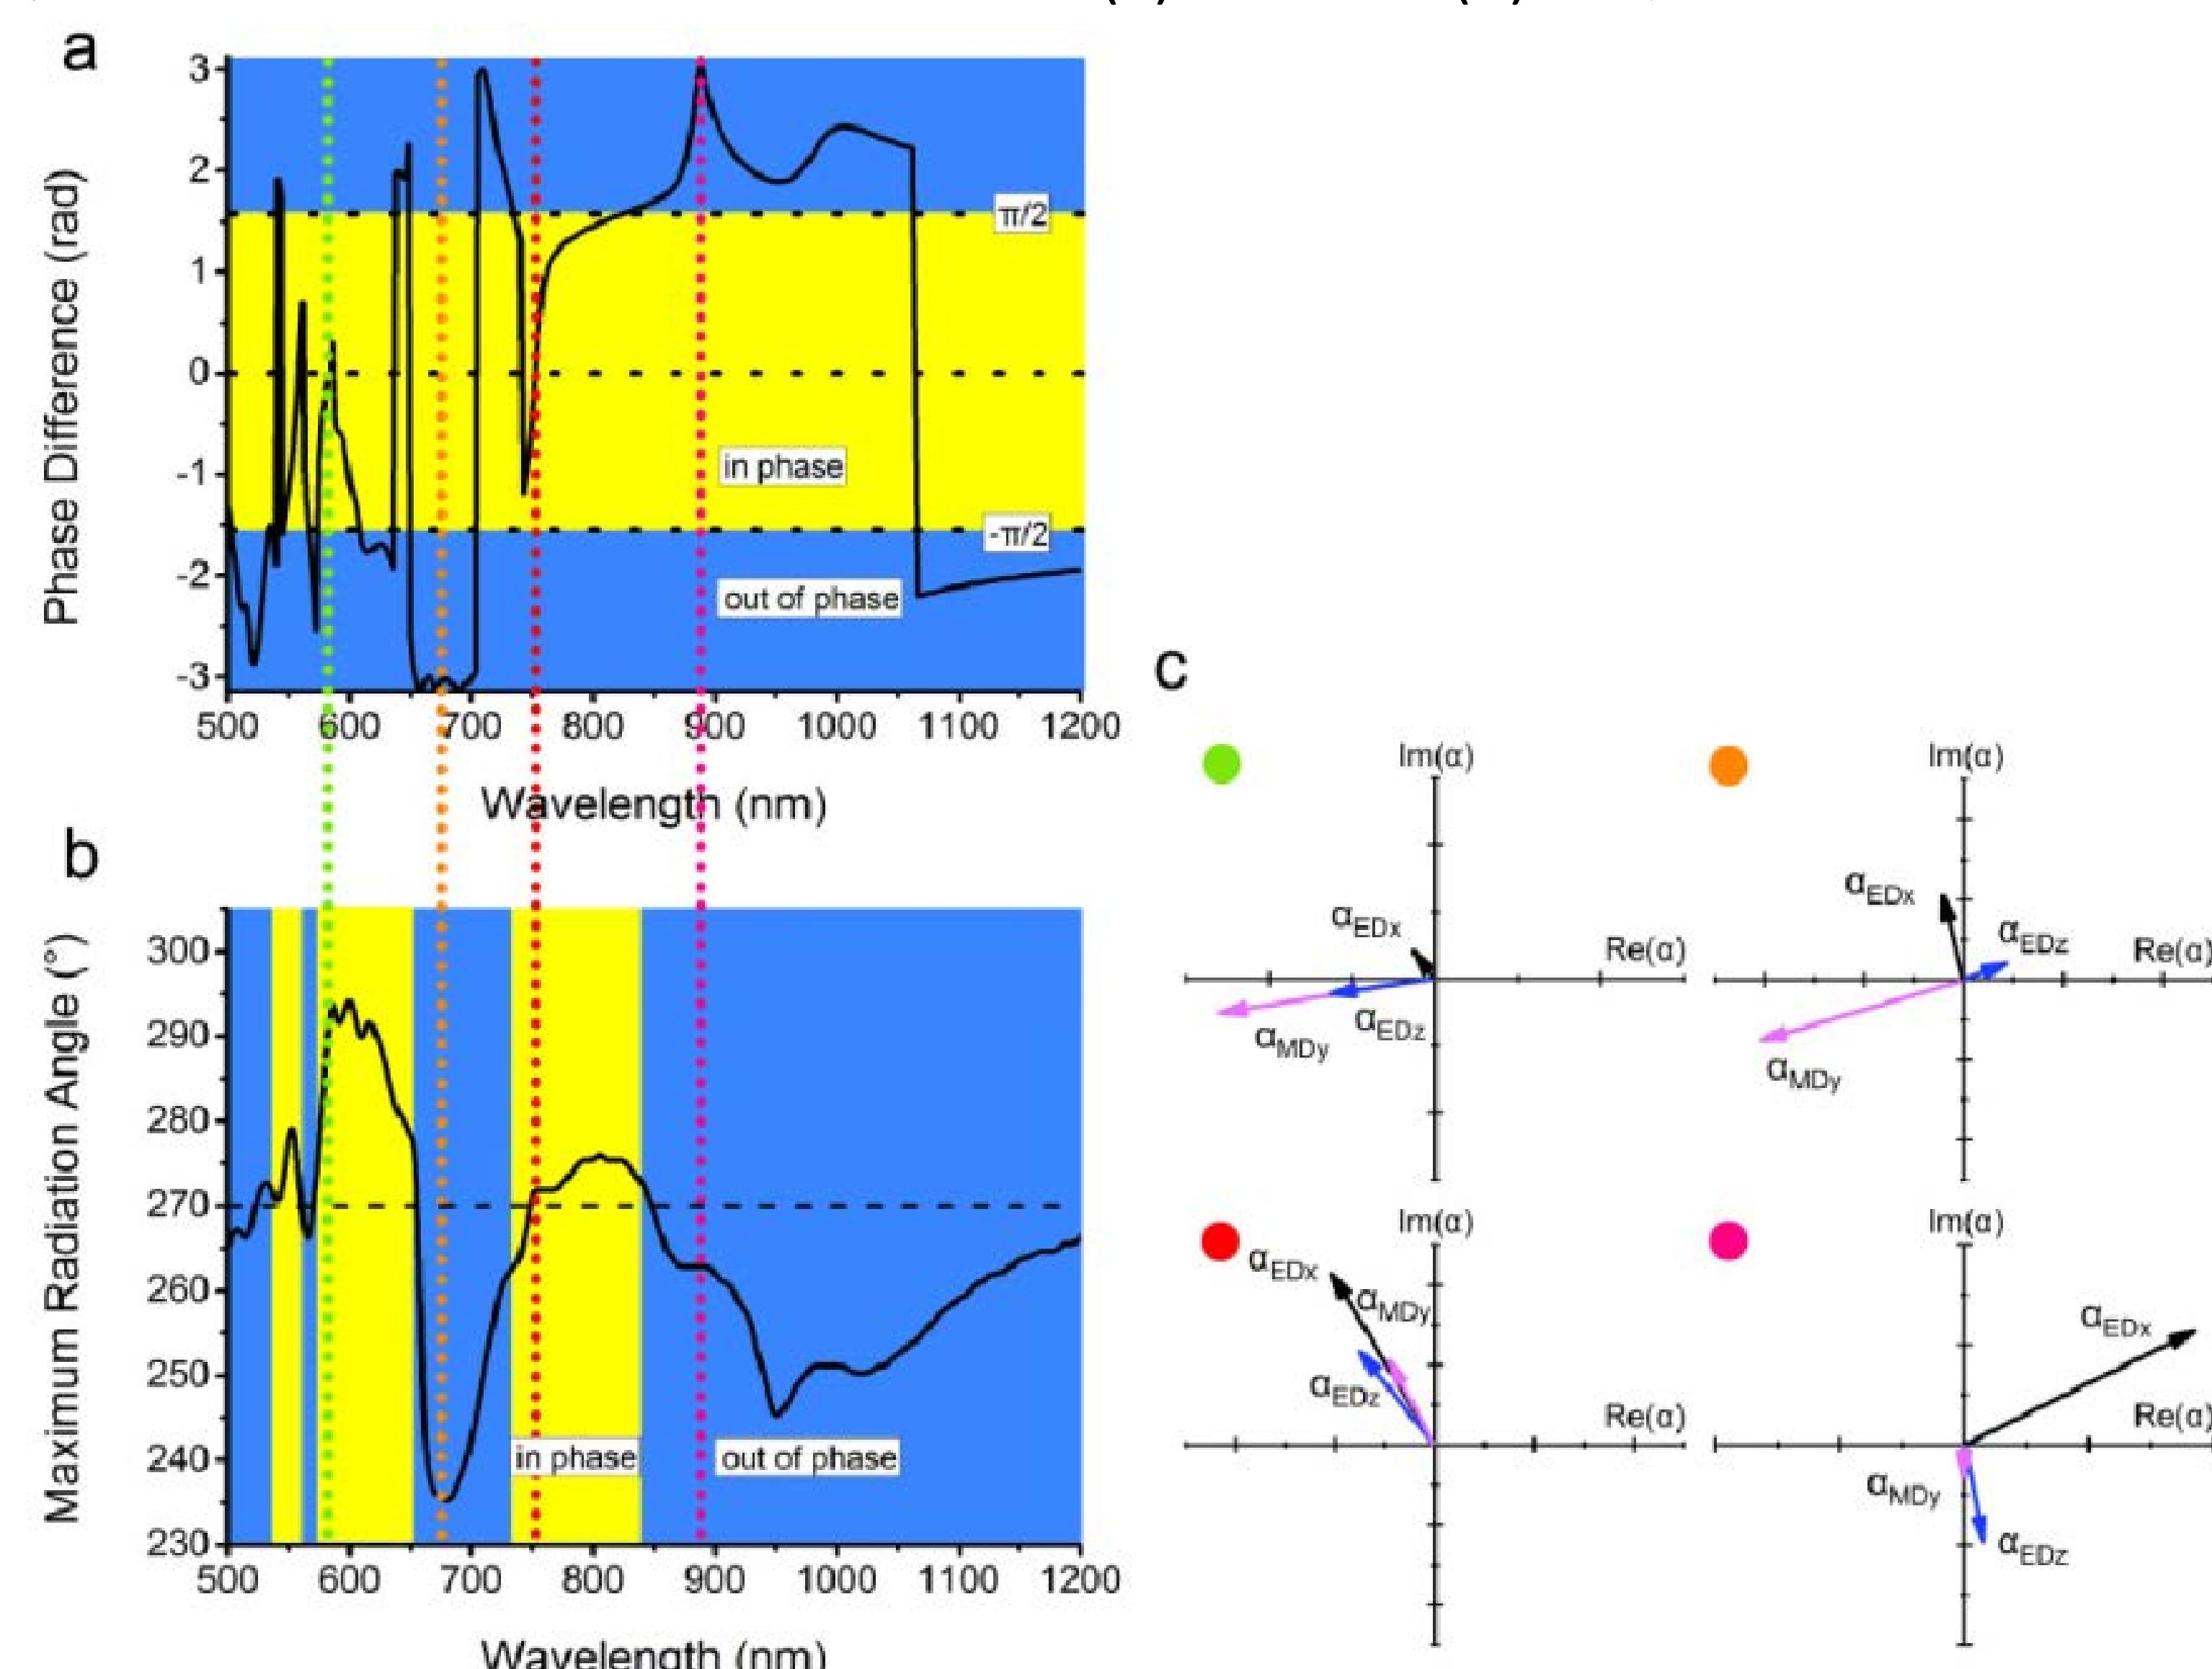 a
3
2
1
0
-1
-2
-3
Phase Difference (rad)
π/2
in phase
-π/2
out of phase
500 600 700 800 900 1000 1100 1200
Wavelength (nm)
b
300
290
280
270
260
250
240
230
Maximum Radiation Angle (°)
in phase
out of phase
500 600 700 800 900 1000 1100 1200
Wavelength (nm)
c
Im(α)
αEDx
Re(α)
αEDz
αMDy
Im(α)
αEDx
αEDz
Re(α)
αMDy
Im(α)
αEDx
αMDy
αEDz
Re(α)
Im(α)
αEDx
Re(α)
αMDy
αEDz